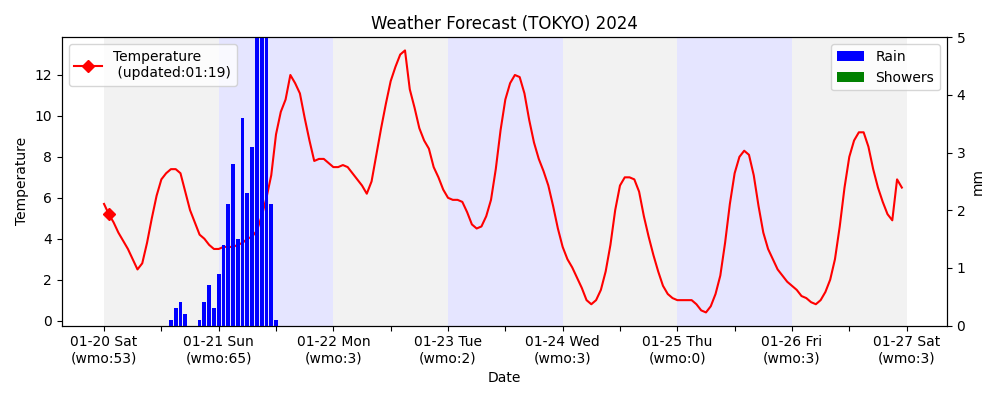 Weather Forecast (TOKYO) 2024
Temperature
(updated:01:19)
Rain
Showers
Temperature
12
10
8
6
4
2
0
5
4
3
2
1
0
mm
01-20 Sat
(wmo:53)
01-21 Sun
(wmo:65)
01-22 Mon
(wmo:3)
01-23 Tue
(wmo:2)
01-24 Wed
(wmo:3)
01-25 Thu
(wmo:0)
01-26 Fri
(wmo:3)
01-27 Sat
(wmo:3)
Date